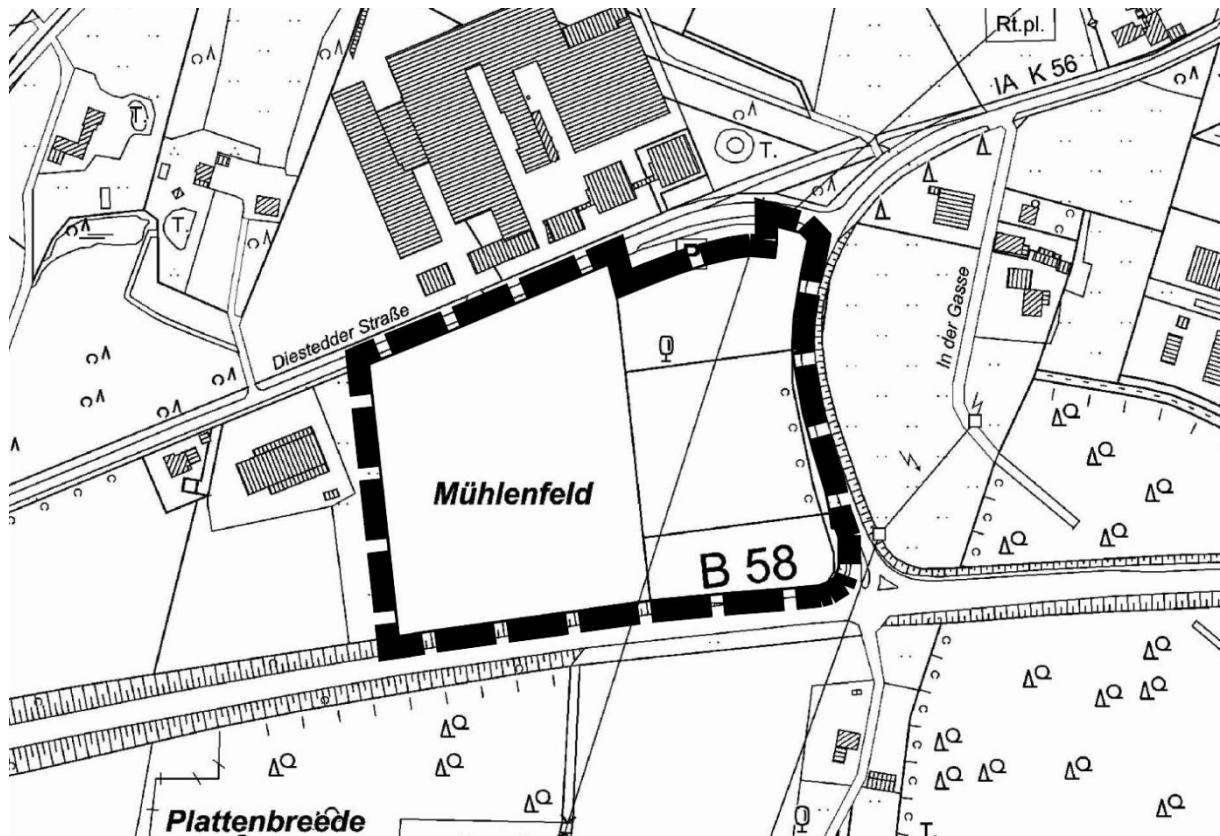 Rt.pl.
IA K 56
T.
T.
T.
Diestedder Straße
P
In der Gasse
Mühlenfeld
B 58
Plattenbreede
T.